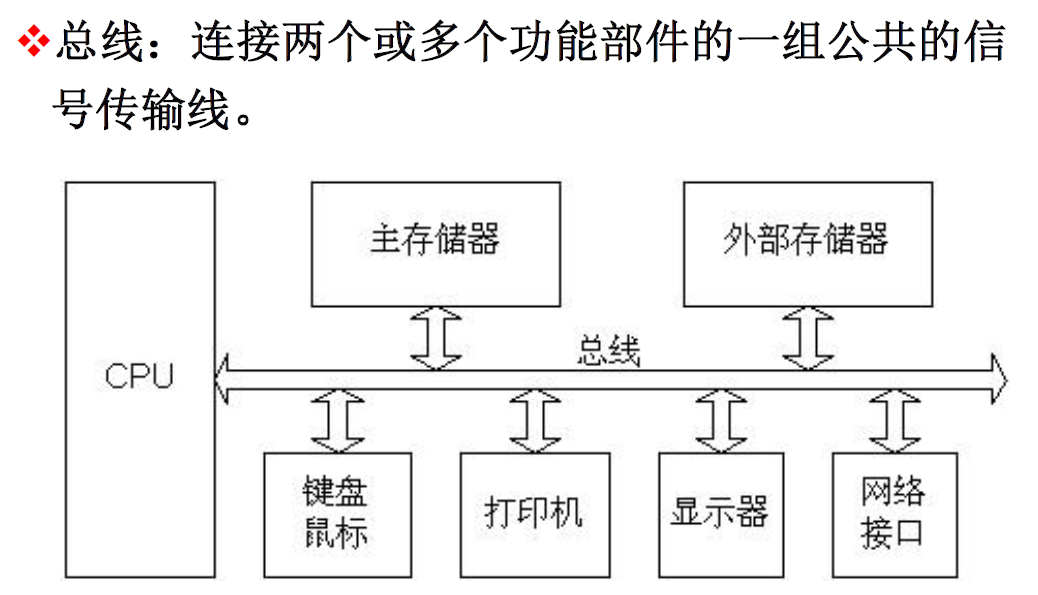 总线：连接两个或多个功能部件的一组公共的信
号传输线。
主存储器
外部存储器
总线
CPU
键盘
鼠标
打印机
显示器
网络
接口